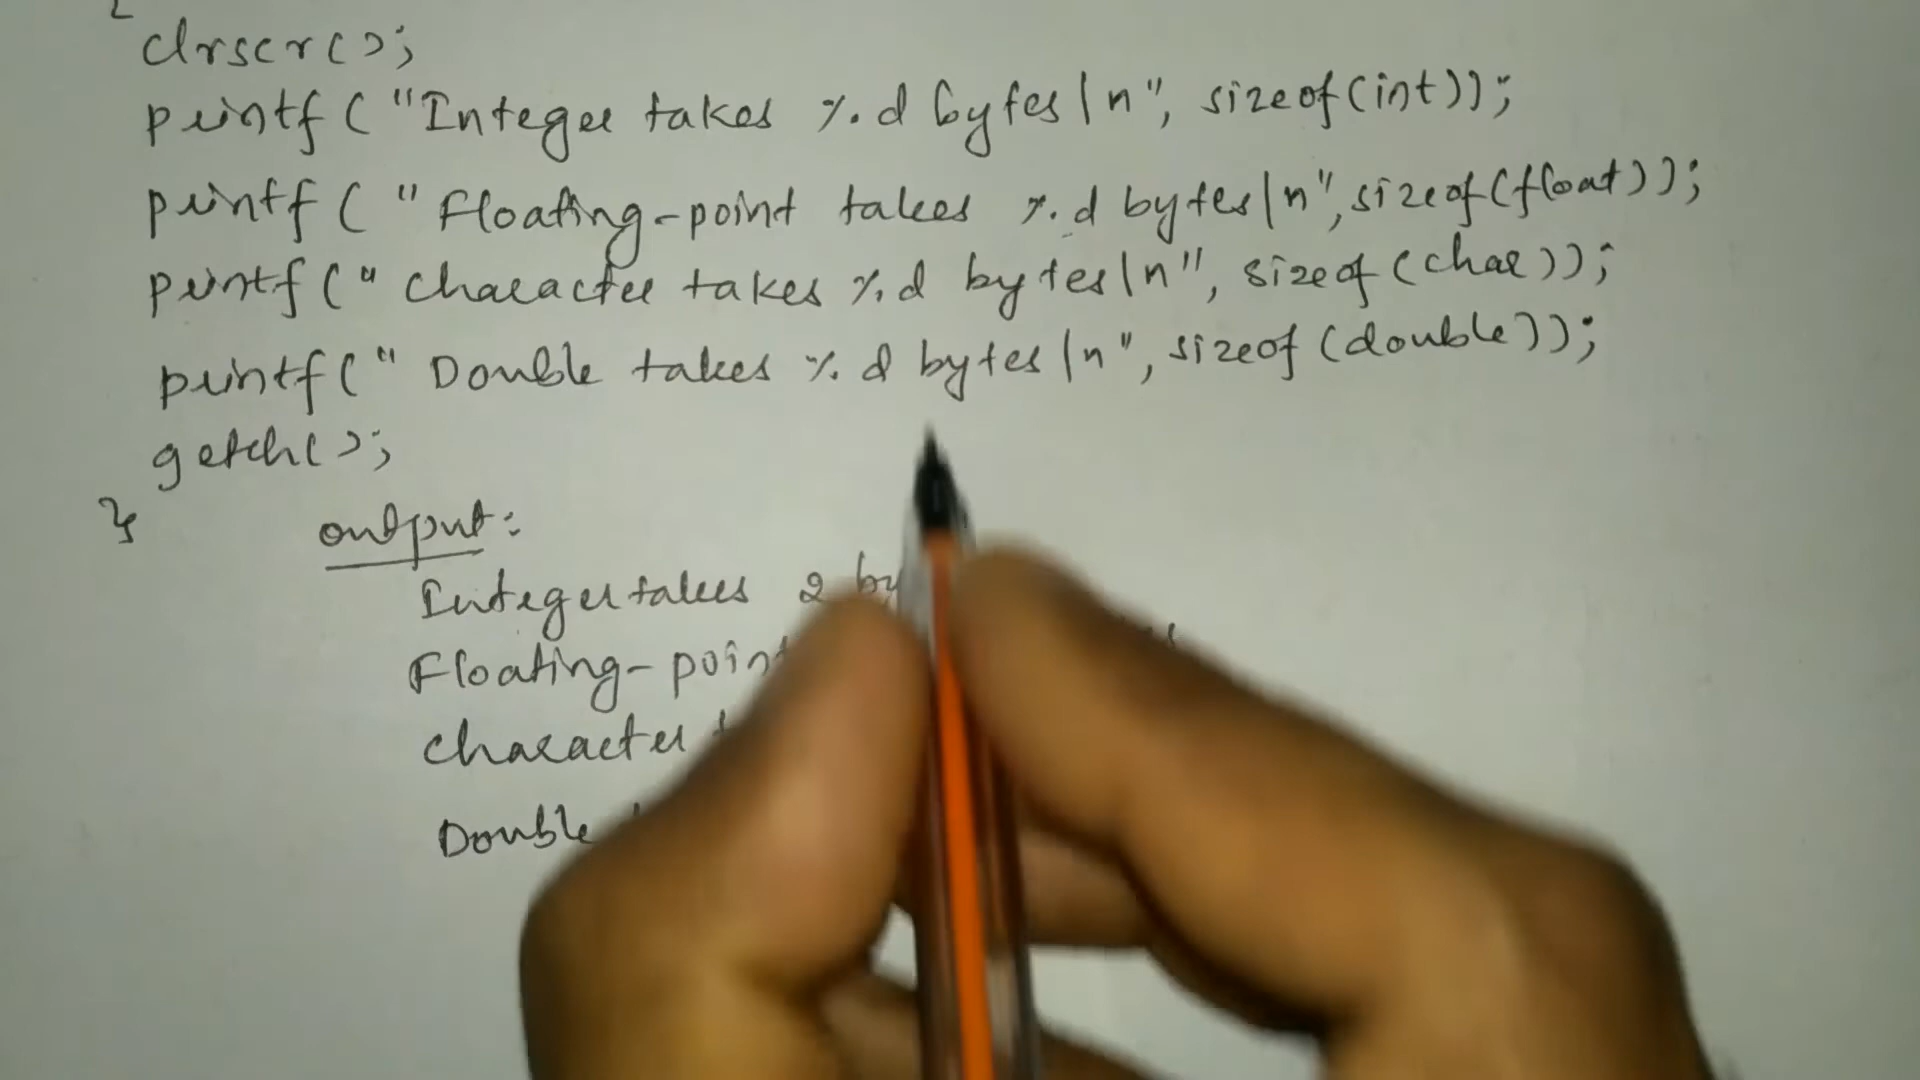 {
clrscr();
printf("Integer takes %d bytes\n", sizeof(int));
printf("Floating-point takes %d bytes\n", sizeof(float));
printf("Character takes %d bytes\n", sizeof(char));
printf("Double takes %d bytes\n", sizeof(double));
getch();
}
output:
Integer takes 2 by
Floating-point
Character t
Double